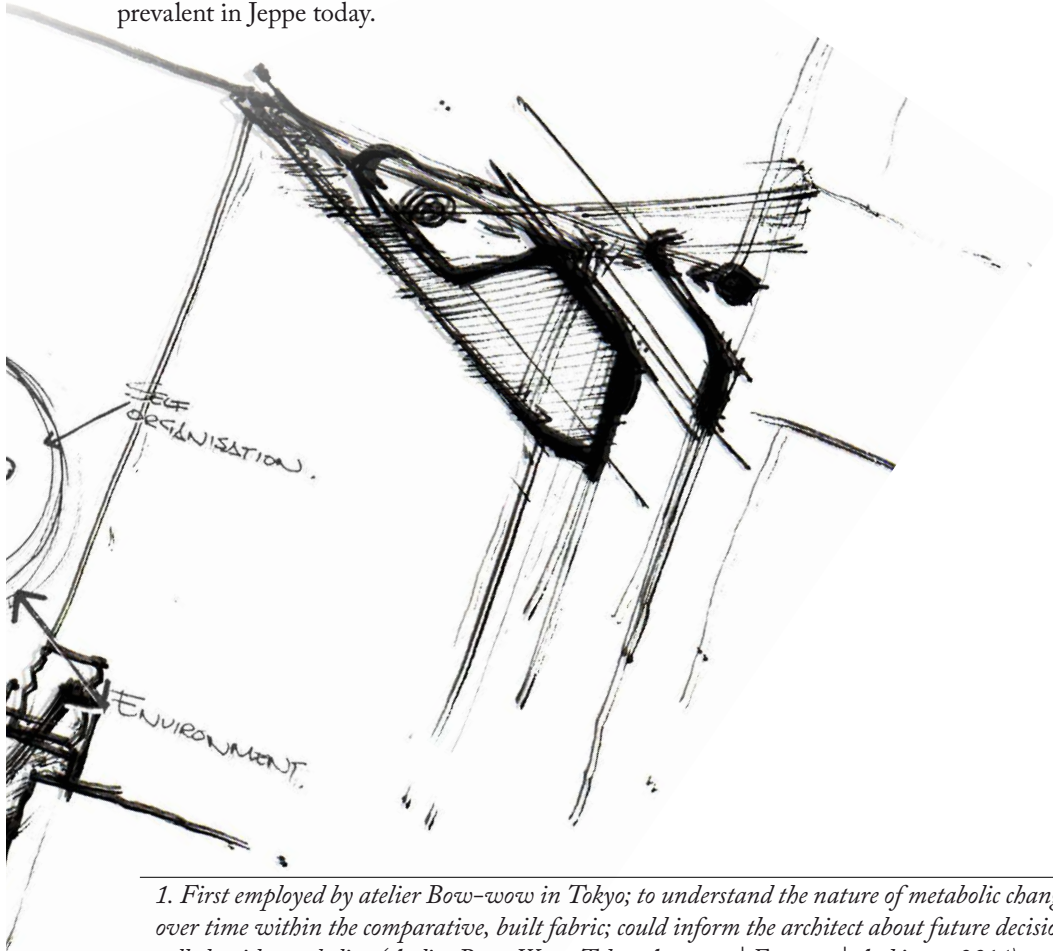 prevalent in Jeppe today.
SELF
ORGANISATION.
ENVIRONMENT.
1. First employed by atelier Bow-wow in Tokyo; to understand the nature of metabolic chang
over time within the comparative, built fabric; could inform the architect about future decisio